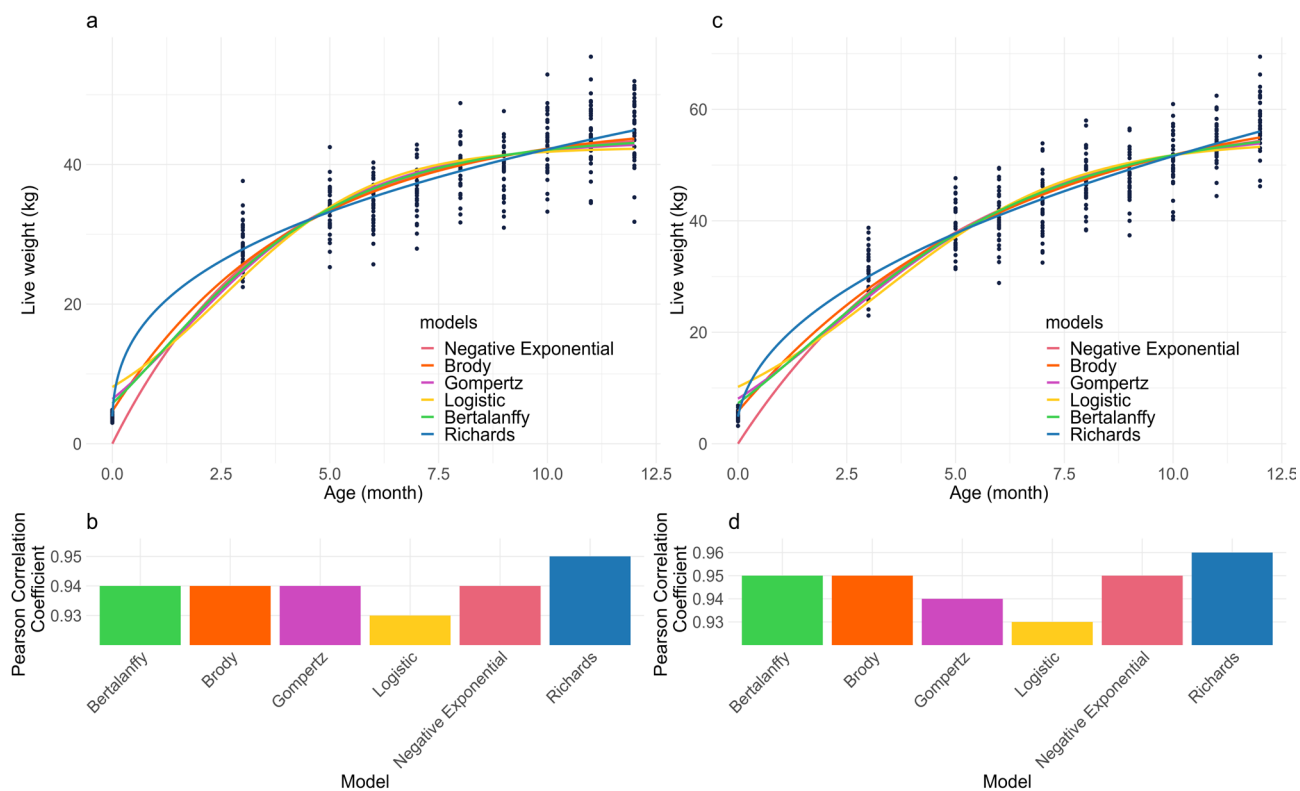 a
Live weight (kg)
40
20
0
models
Negative Exponential
Brody
Gompertz
Logistic
Bertalanffy
Richards
0.0 2.5 5.0 7.5 10.0 12.5
Age (month)
b
Pearson Correlation
Coefficient
0.95
0.94
0.93
Bertalanffy
Brody
Gompertz
Logistic
Negative Exponential
Richards
Model
c
Live weight (kg)
60
40
20
0
models
Negative Exponential
Brody
Gompertz
Logistic
Bertalanffy
Richards
0.0 2.5 5.0 7.5 10.0 12.5
Age (month)
d
Pearson Correlation
Coefficient
0.96
0.95
0.94
0.93
Bertalanffy
Brody
Gompertz
Logistic
Negative Exponential
Richards
Model